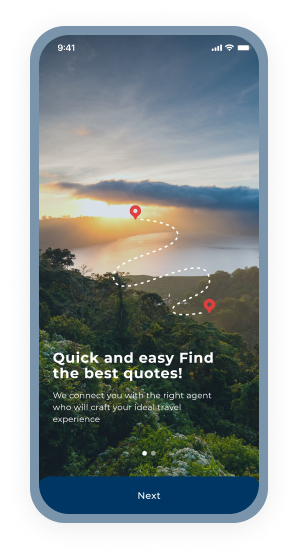 9:41
Quick and easy Find
the best quotes!
We connect you with the right agent
who will craft your ideal travel
experience
Next